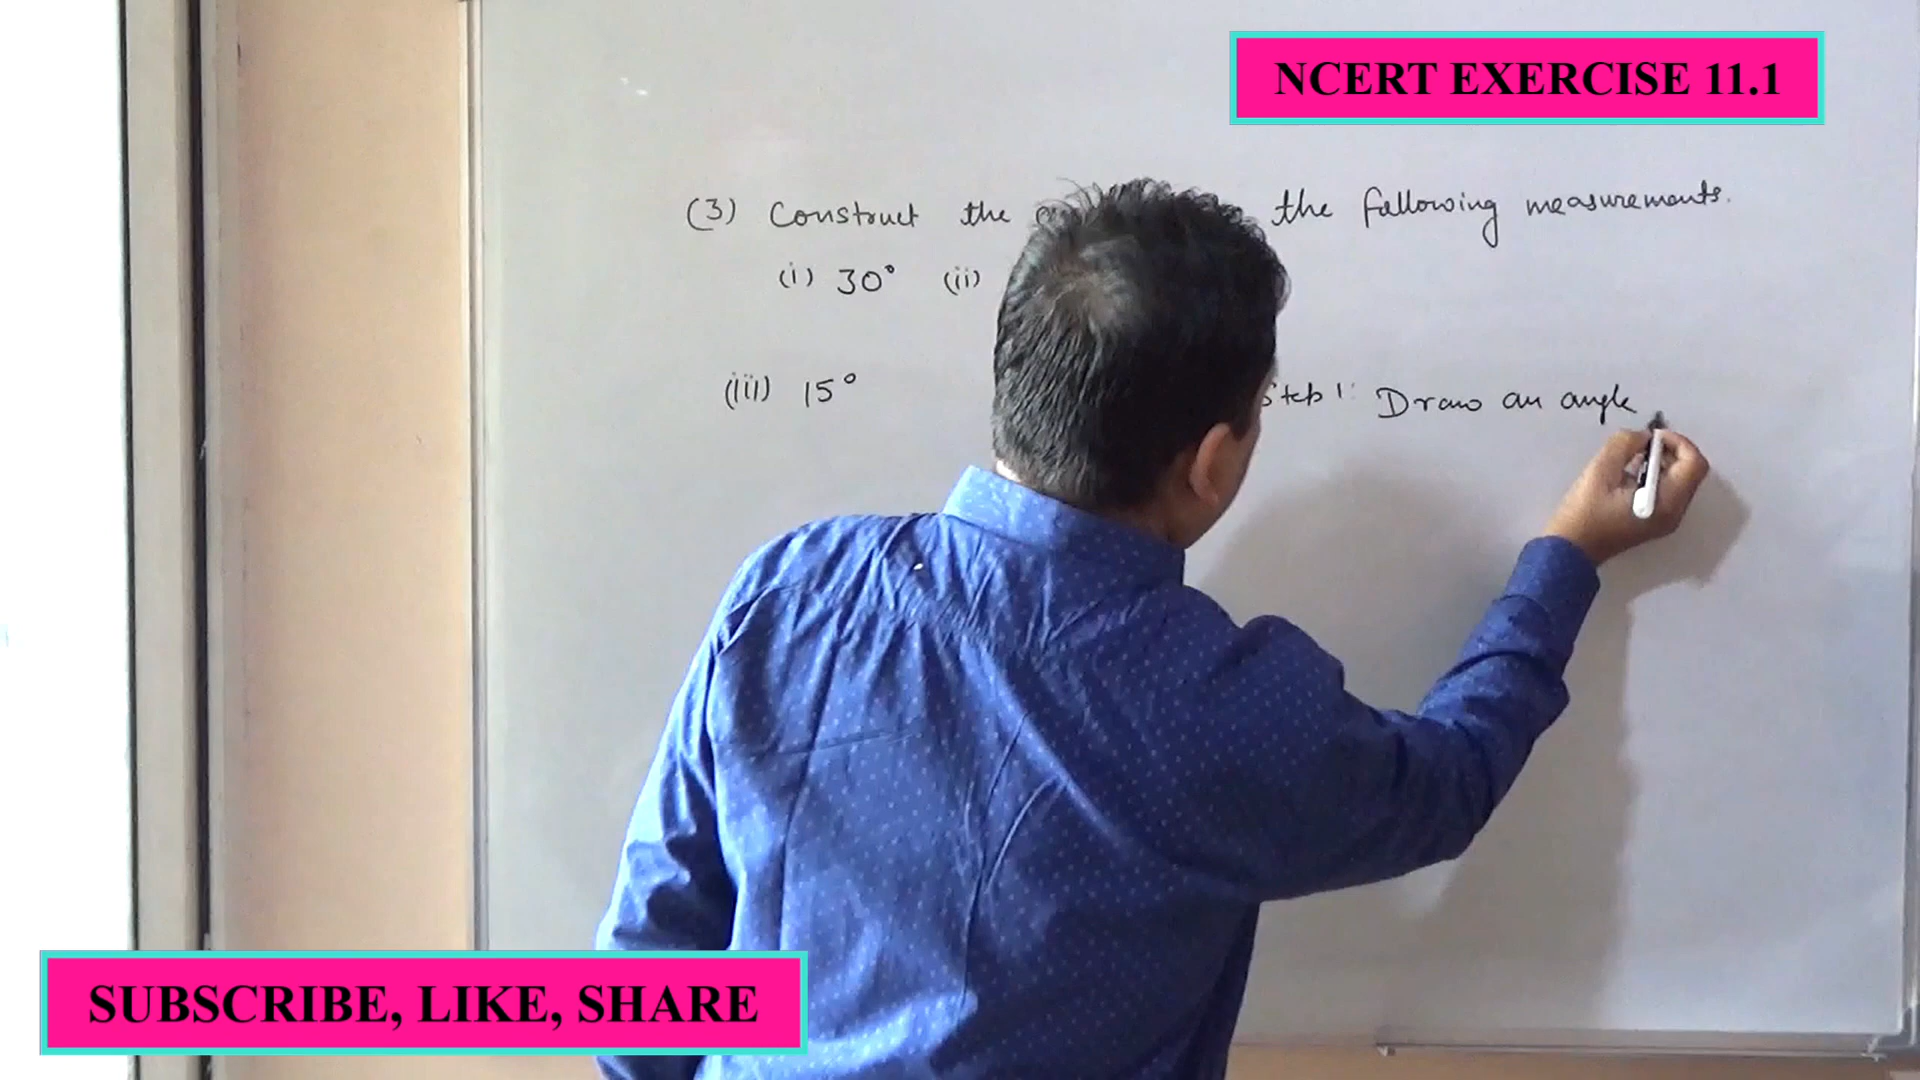 NCERT EXERCISE 11.1
(3) Construct the the following measurements.
(i) 30° (ii)
(iii) 15° Step 1: Draw an angle
SUBSCRIBE, LIKE, SHARE